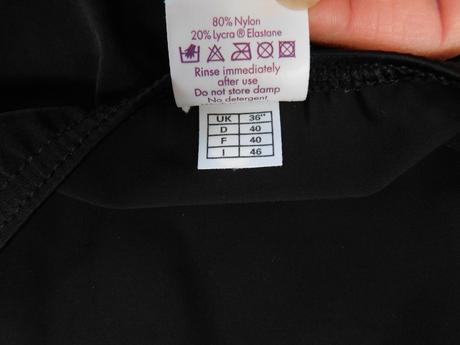 80% Nylon
20% Lycra ® Elastane
Rinse immediately
after use
Do not store damp
No detergent
UK 36"
D 40
F 40
I 46